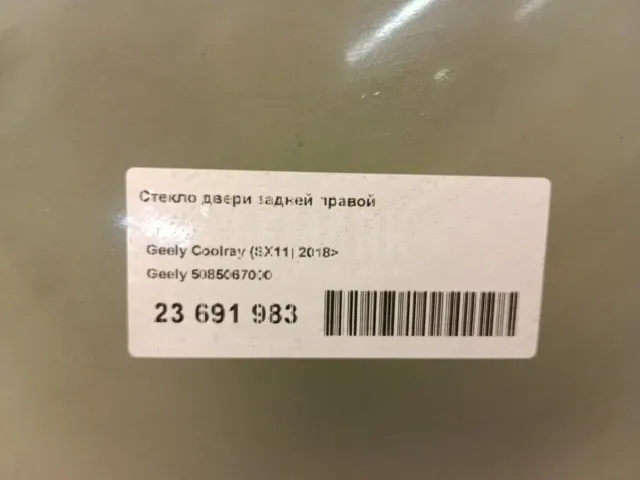 Стекло двери задней правой
Geely Coolray (SX11) 2018>
Geely 5085067000
23 691 983